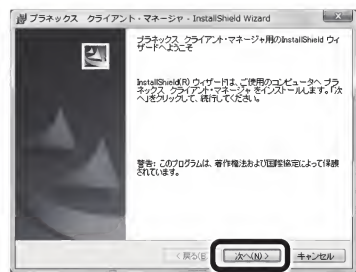 プラネックス クライアント・マネージャ - InstallShield Wizard
プラネックス クライアント・マネージャ用のInstallShield ウィ
ザードへようこそ
InstallShield(R) ウィザードは、ご使用のコンピュータへ プラ
ネックス クライアント・マネージャ をインストールします。「次
へ」をクリックして、続行してください。
警告: このプログラムは、著作権法および国際協定によって保護
されています。
< 戻る(B)
次へ(N) >
キャンセル